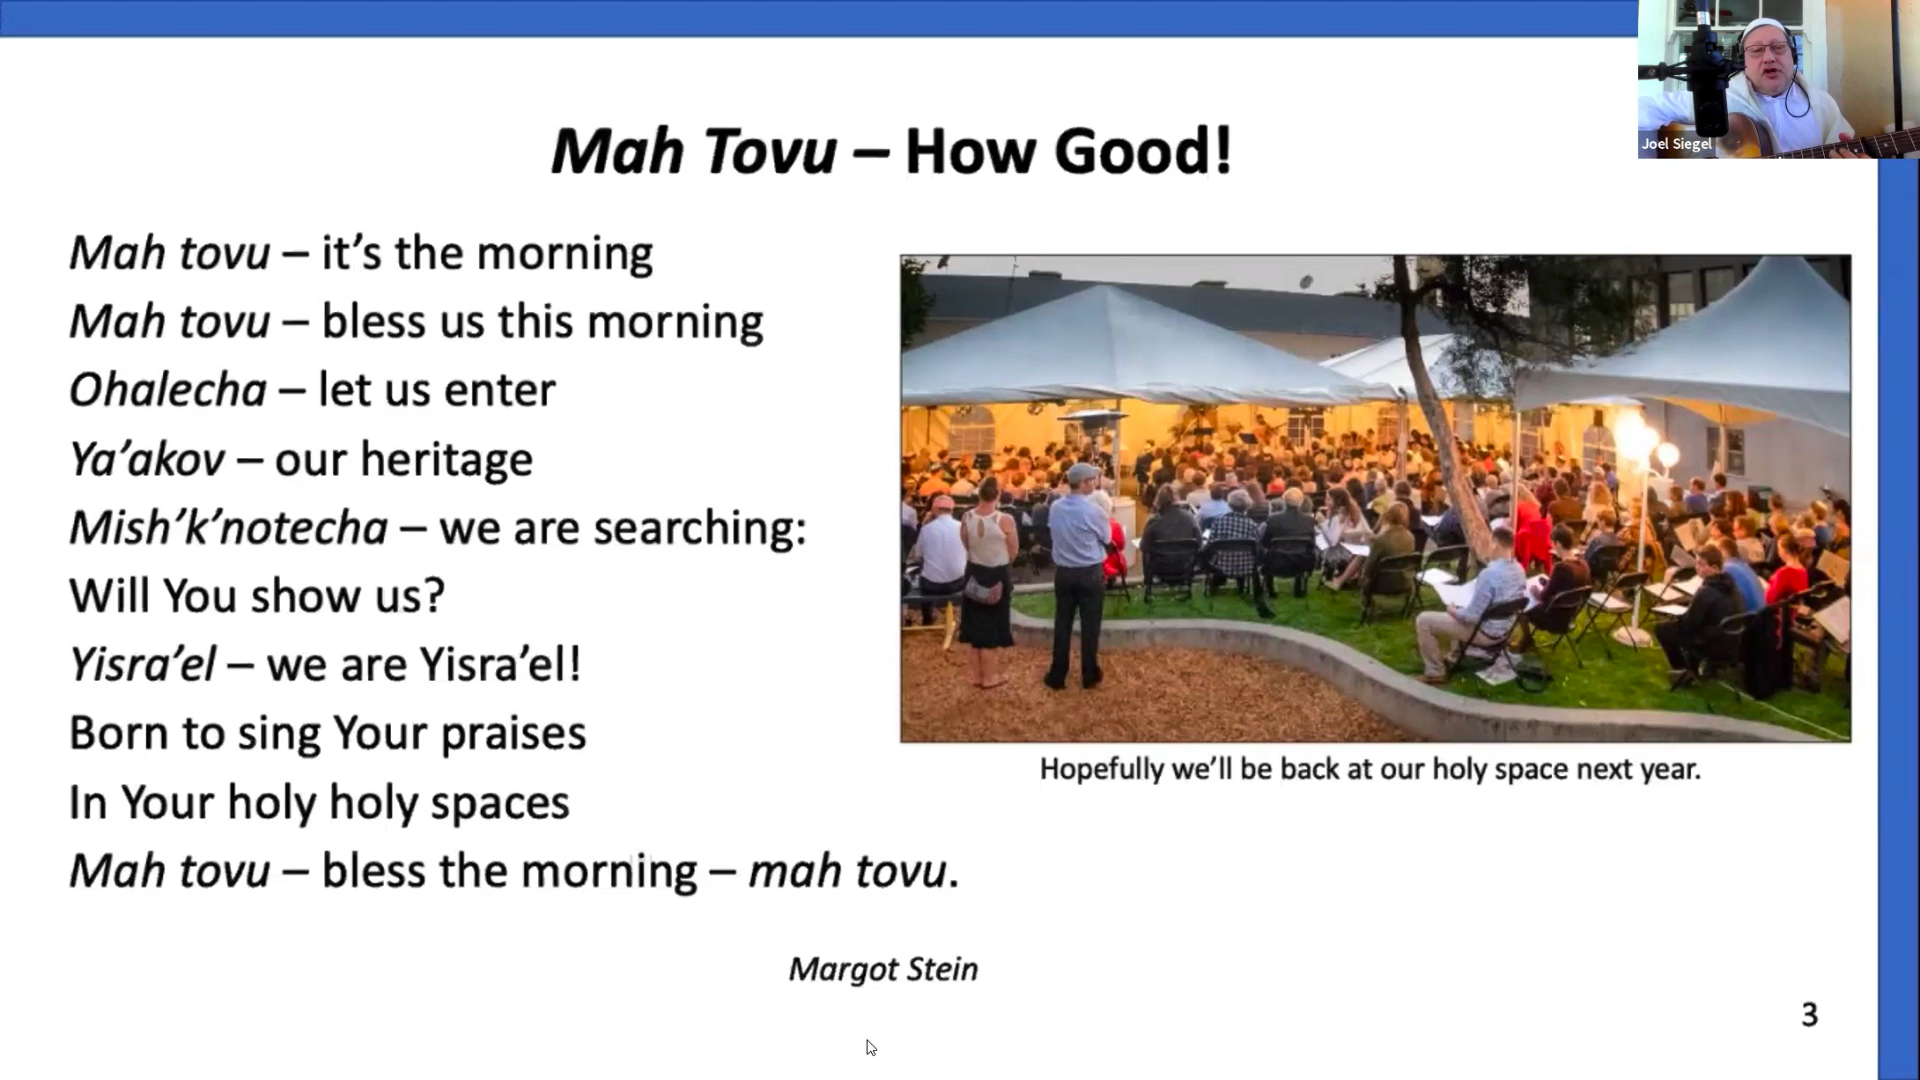 Joel Siegel
Mah Tovu – How Good!
Mah tovu – it’s the morning
Mah tovu – bless us this morning
Ohalecha – let us enter
Ya’akov – our heritage
Mish’k’notecha – we are searching:
Will You show us?
Yisra’el – we are Yisra’el!
Born to sing Your praises
In Your holy holy spaces
Mah tovu – bless the morning – mah tovu.
Hopefully we’ll be back at our holy space next year.
Margot Stein
3